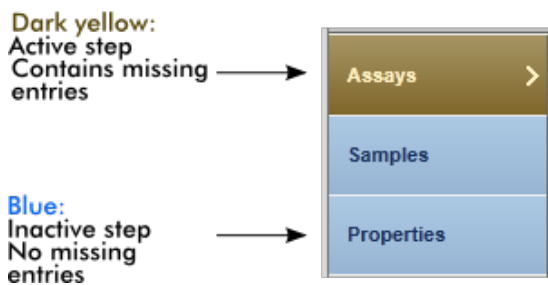 Dark yellow:
Active step
Contains missing
entries
Assays
Samples
Blue:
Inactive step
No missing
entries
Properties